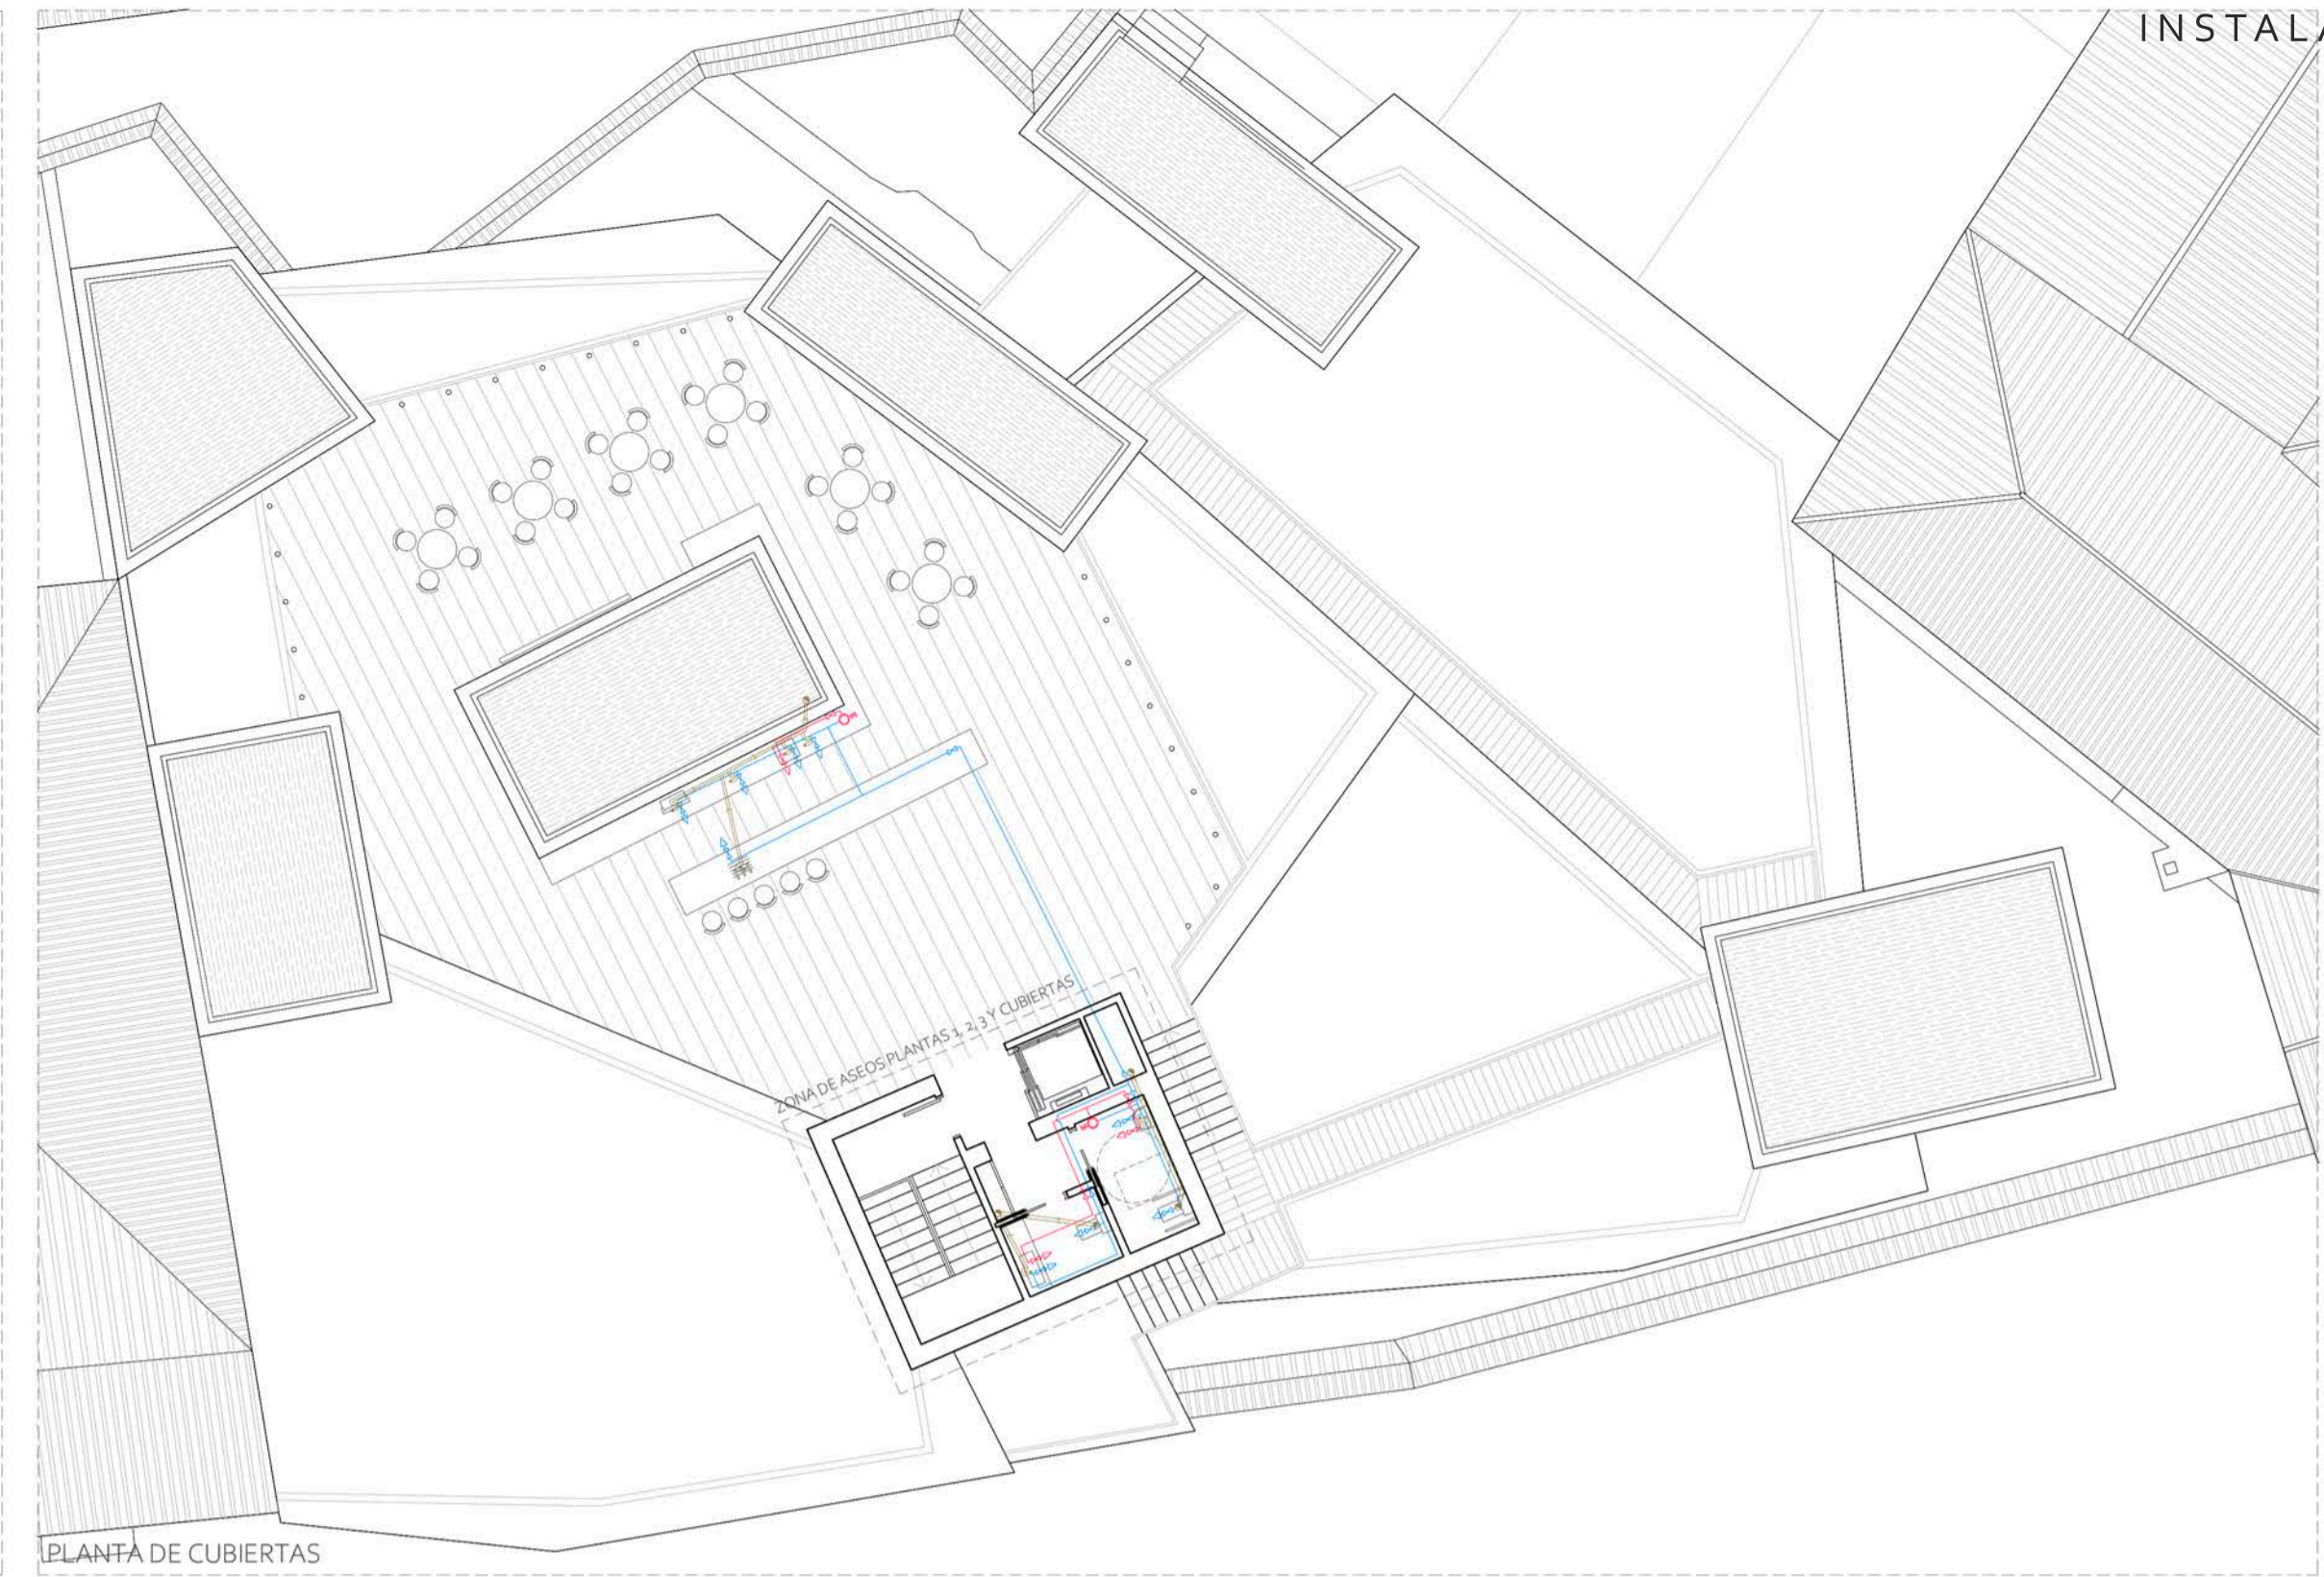 INSTALA
ZONA DE ASEOS PLANTAS 1, 2, 3 Y CUBIERTAS
PLANTA DE CUBIERTAS